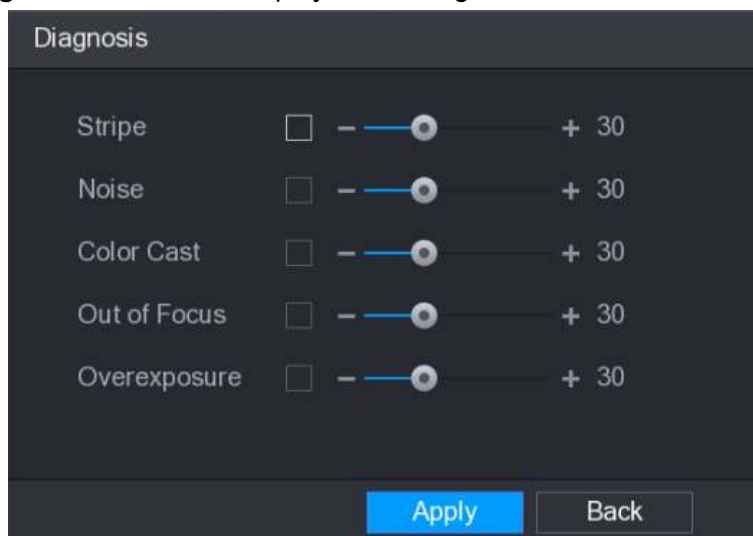 Diagnosis
Stripe - + 30
Noise - + 30
Color Cast - + 30
Out of Focus - + 30
Overexposure - + 30
Apply Back